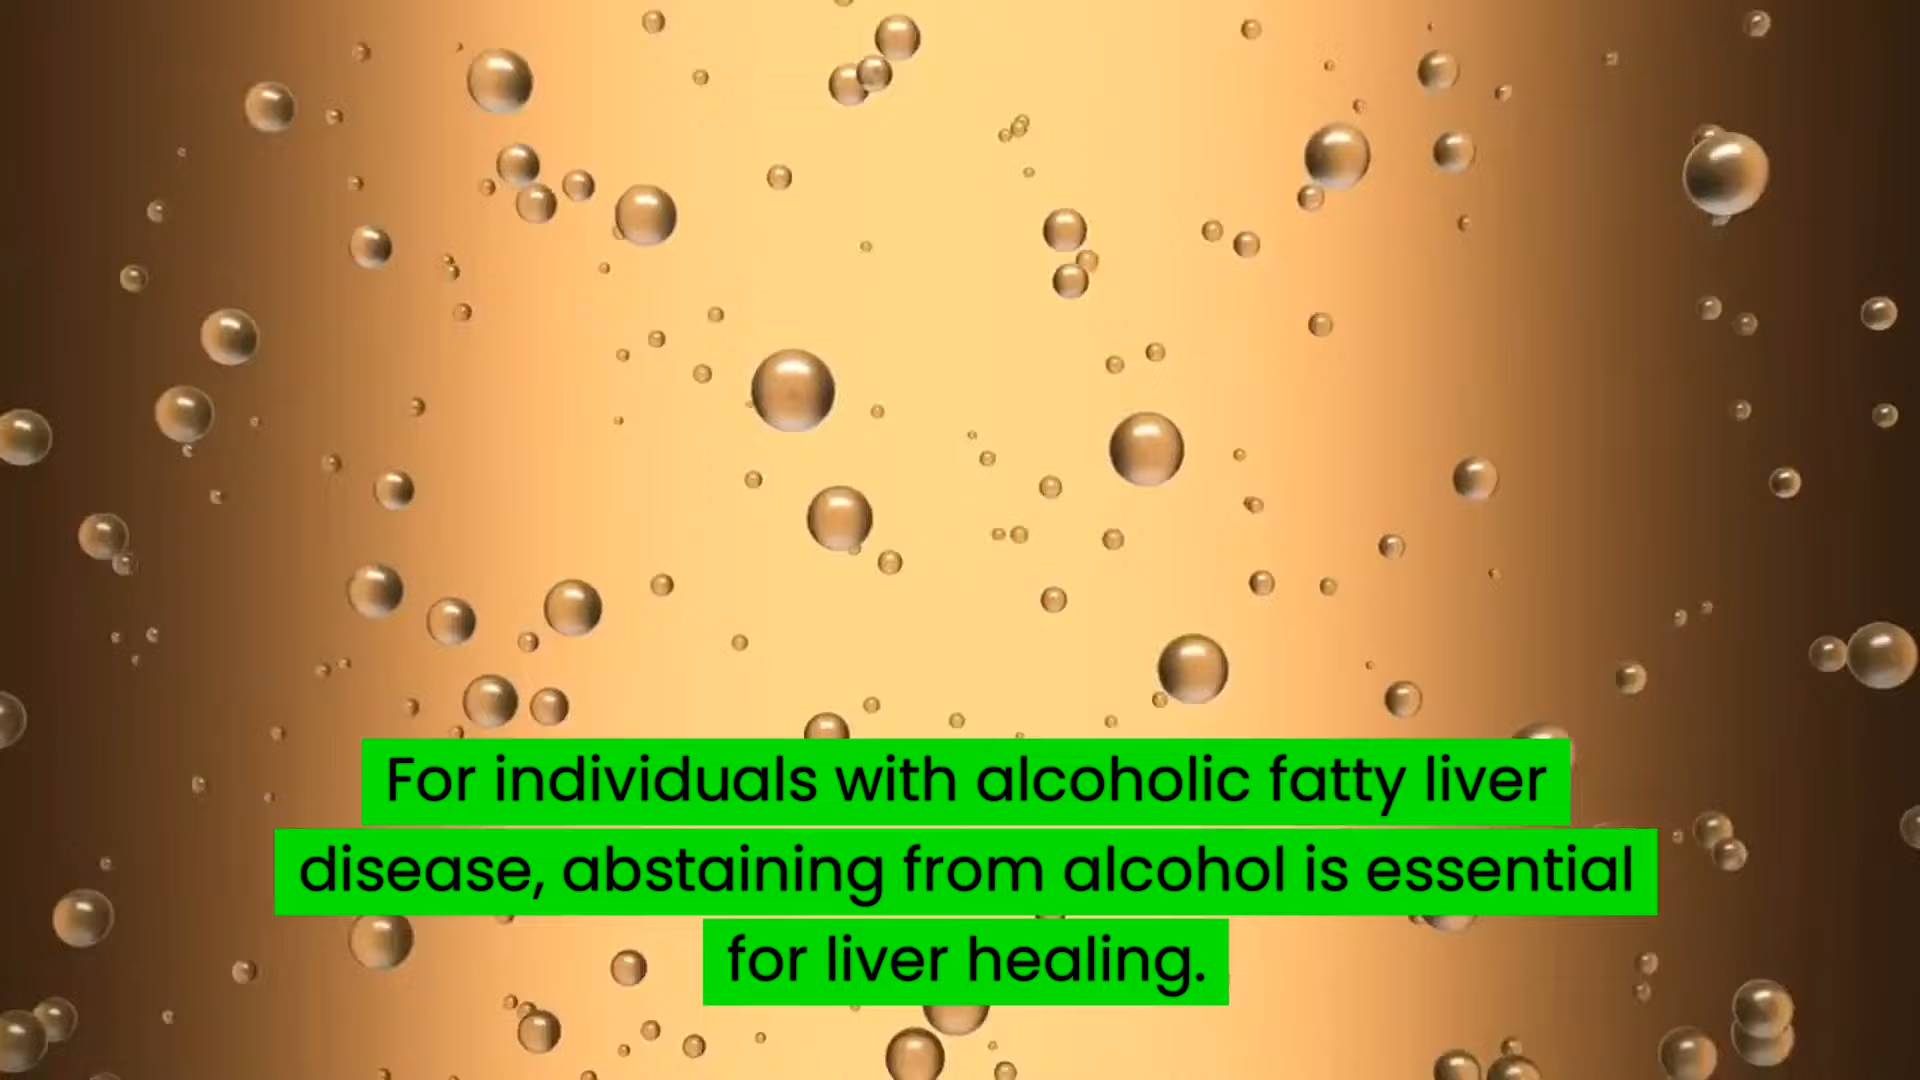 For individuals with alcoholic fatty liver
disease, abstaining from alcohol is essential
for liver healing.